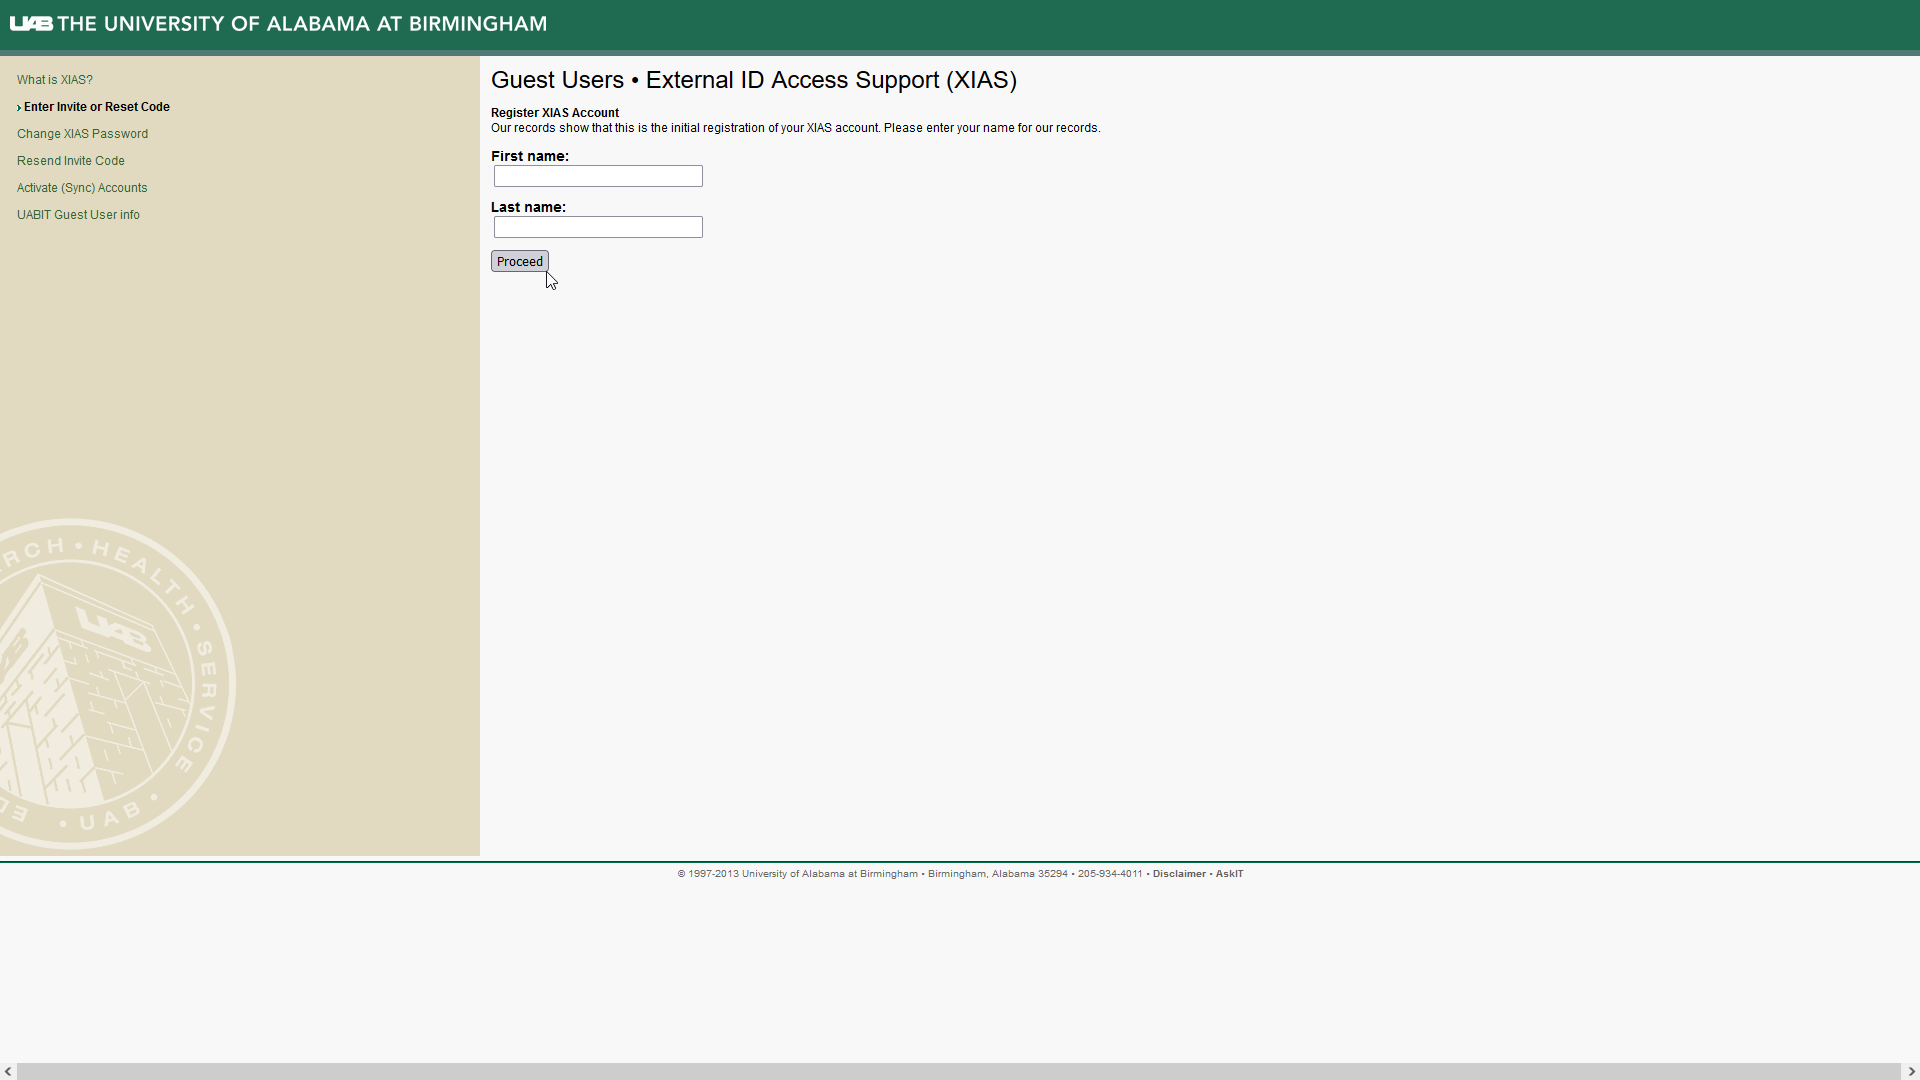 UAB THE UNIVERSITY OF ALABAMA AT BIRMINGHAM
What is XIAS?
› Enter Invite or Reset Code
Change XIAS Password
Resend Invite Code
Activate (Sync) Accounts
UABIT Guest User info
Guest Users • External ID Access Support (XIAS)
Register XIAS Account
Our records show that this is the initial registration of your XIAS account. Please enter your name for our records.
First name:
Last name:
Proceed
RCH • HEALTH • SERVICE
• UAB •
ED
UAB
© 1997-2013 University of Alabama at Birmingham • Birmingham, Alabama 35294 • 205-934-4011 • Disclaimer • AskIT